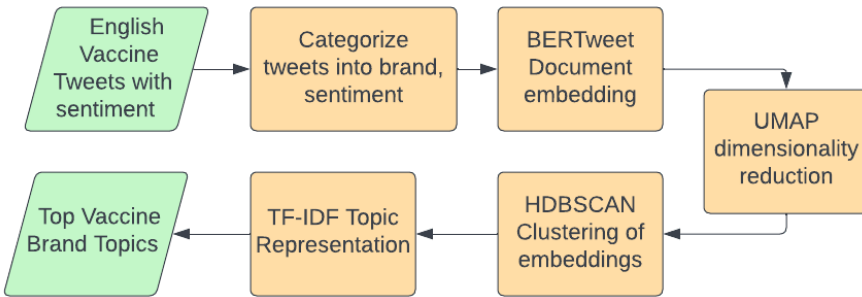 English
Vaccine
Tweets with
sentiment
Categorize
tweets into brand,
sentiment
BERTweet
Document
embedding
UMAP
dimensionality
reduction
HDBSCAN
Clustering of
embeddings
TF-IDF Topic
Representation
Top Vaccine
Brand Topics